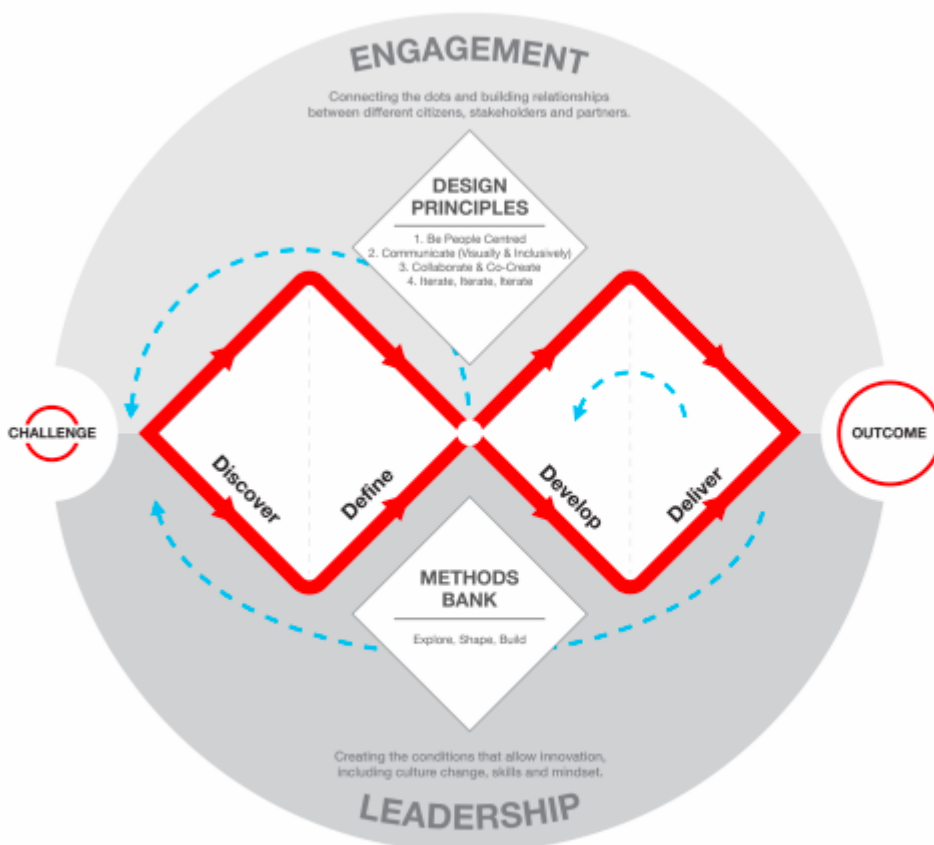 ENGAGEMENT
Connecting the dots and building relationships
between different citizens, stakeholders and partners.
DESIGN
PRINCIPLES
1. Be People Centred
2. Communicate (Visually & Inclusively)
3. Collaborate & Co-Create
4. Iterate, Iterate, Iterate
CHALLENGE
OUTCOME
Discover
Define
Develop
Deliver
METHODS
BANK
Explore, Shape, Build
Creating the conditions that allow innovation,
including culture change, skills and mindset.
LEADERSHIP